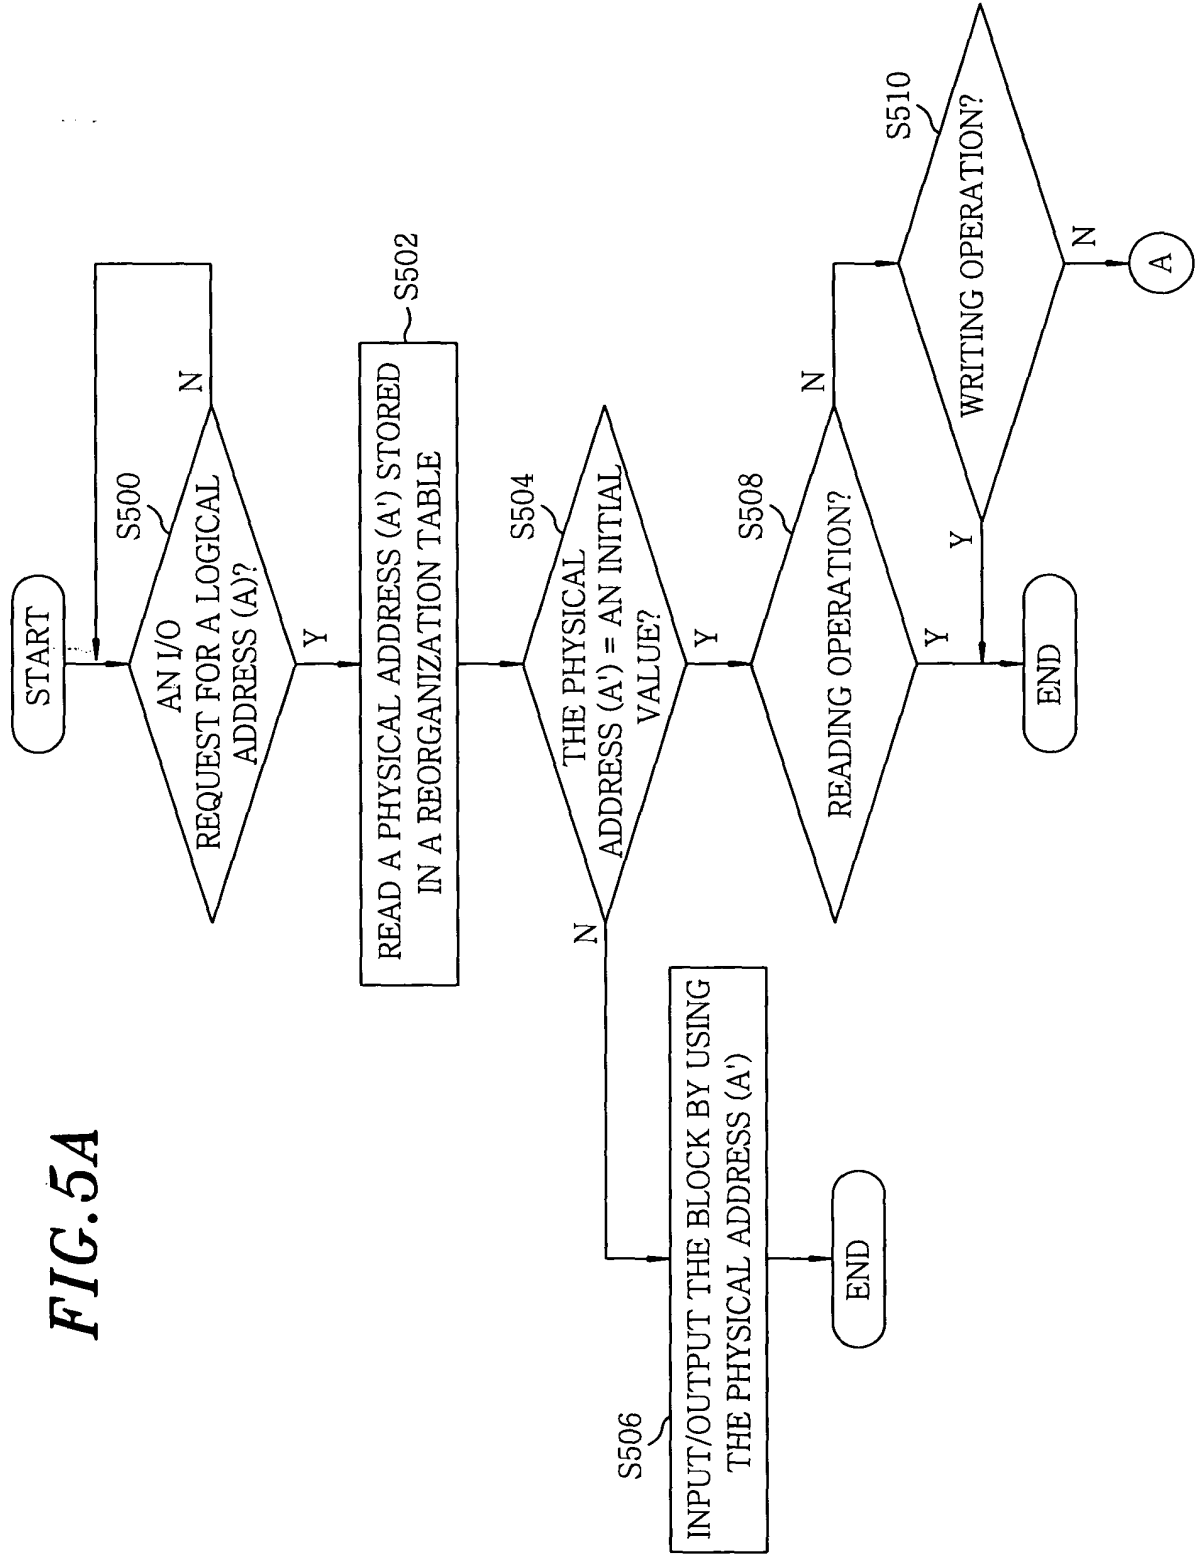 FIG. 5A
START
S500
AN I/O
REQUEST FOR A LOGICAL
ADDRESS (A)?
N
Y
S502
READ A PHYSICAL ADDRESS (A') STORED
IN A REORGANIZATION TABLE
S504
THE PHYSICAL
ADDRESS (A') = AN INITIAL
VALUE?
N
Y
S506
INPUT/OUTPUT THE BLOCK BY USING
THE PHYSICAL ADDRESS (A')
END
S508
READING OPERATION?
N
Y
S510
WRITING OPERATION?
Y
N
END
A